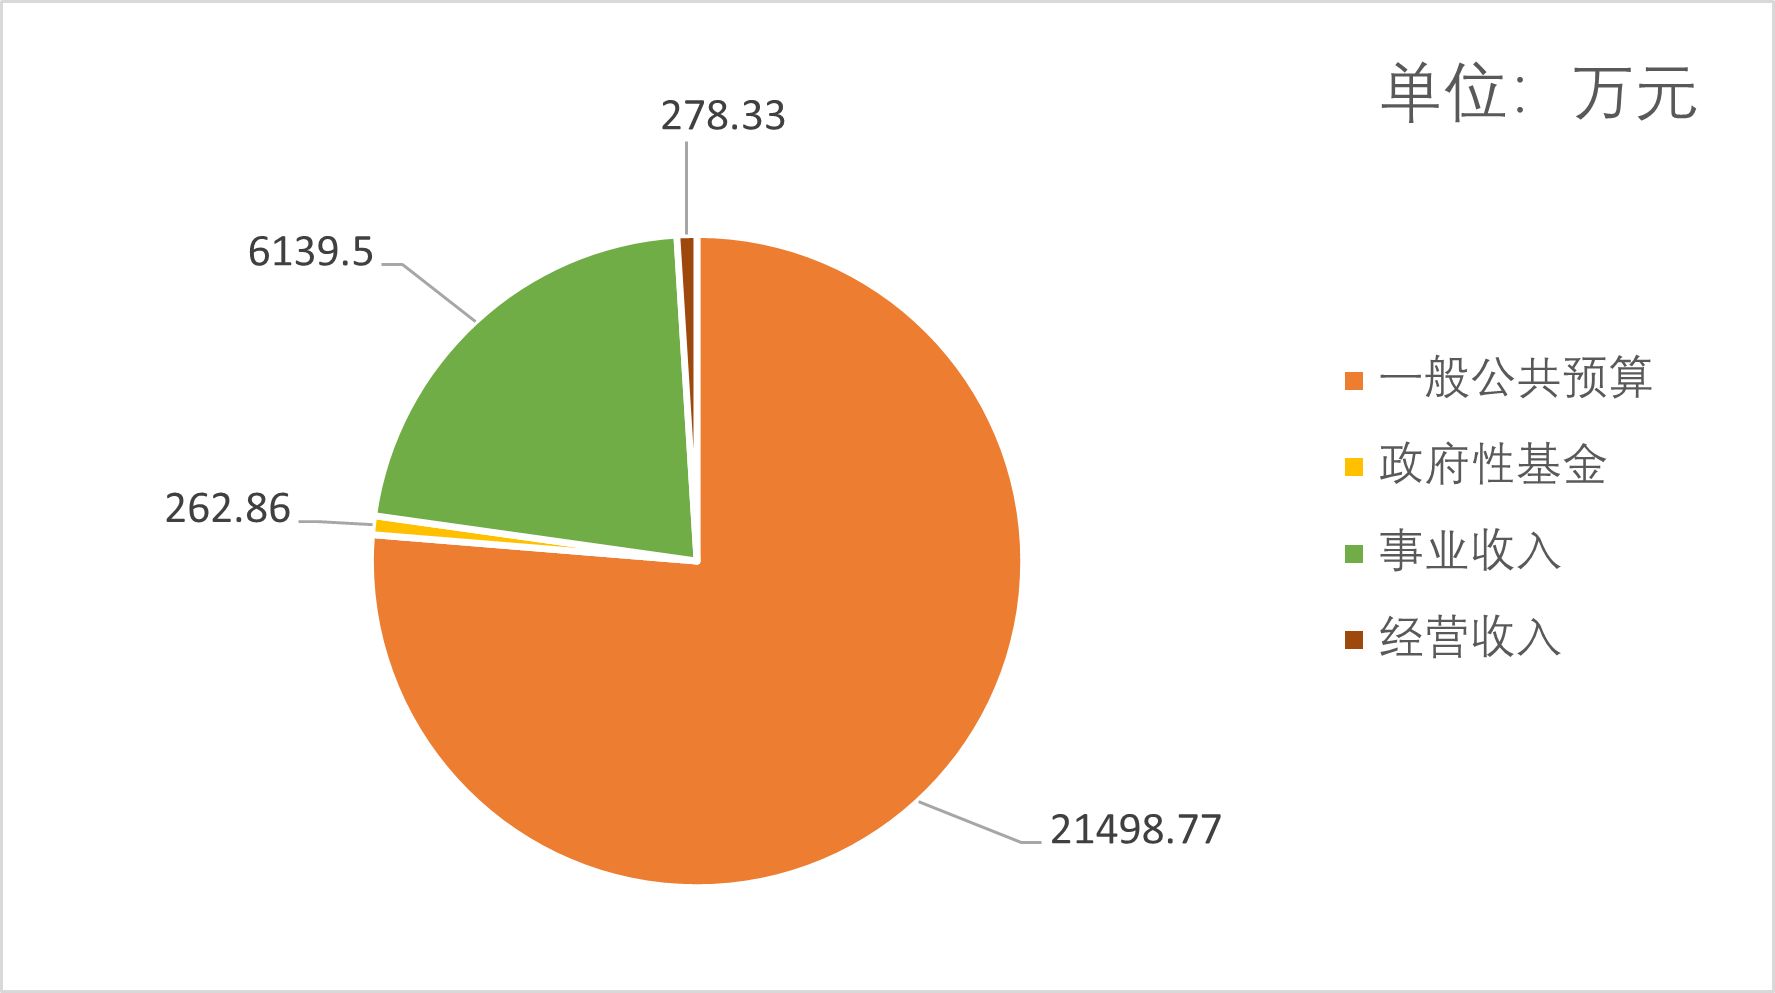 单位：万元
278.33
6139.5
262.86
21498.77
一般公共预算
政府性基金
事业收入
经营收入